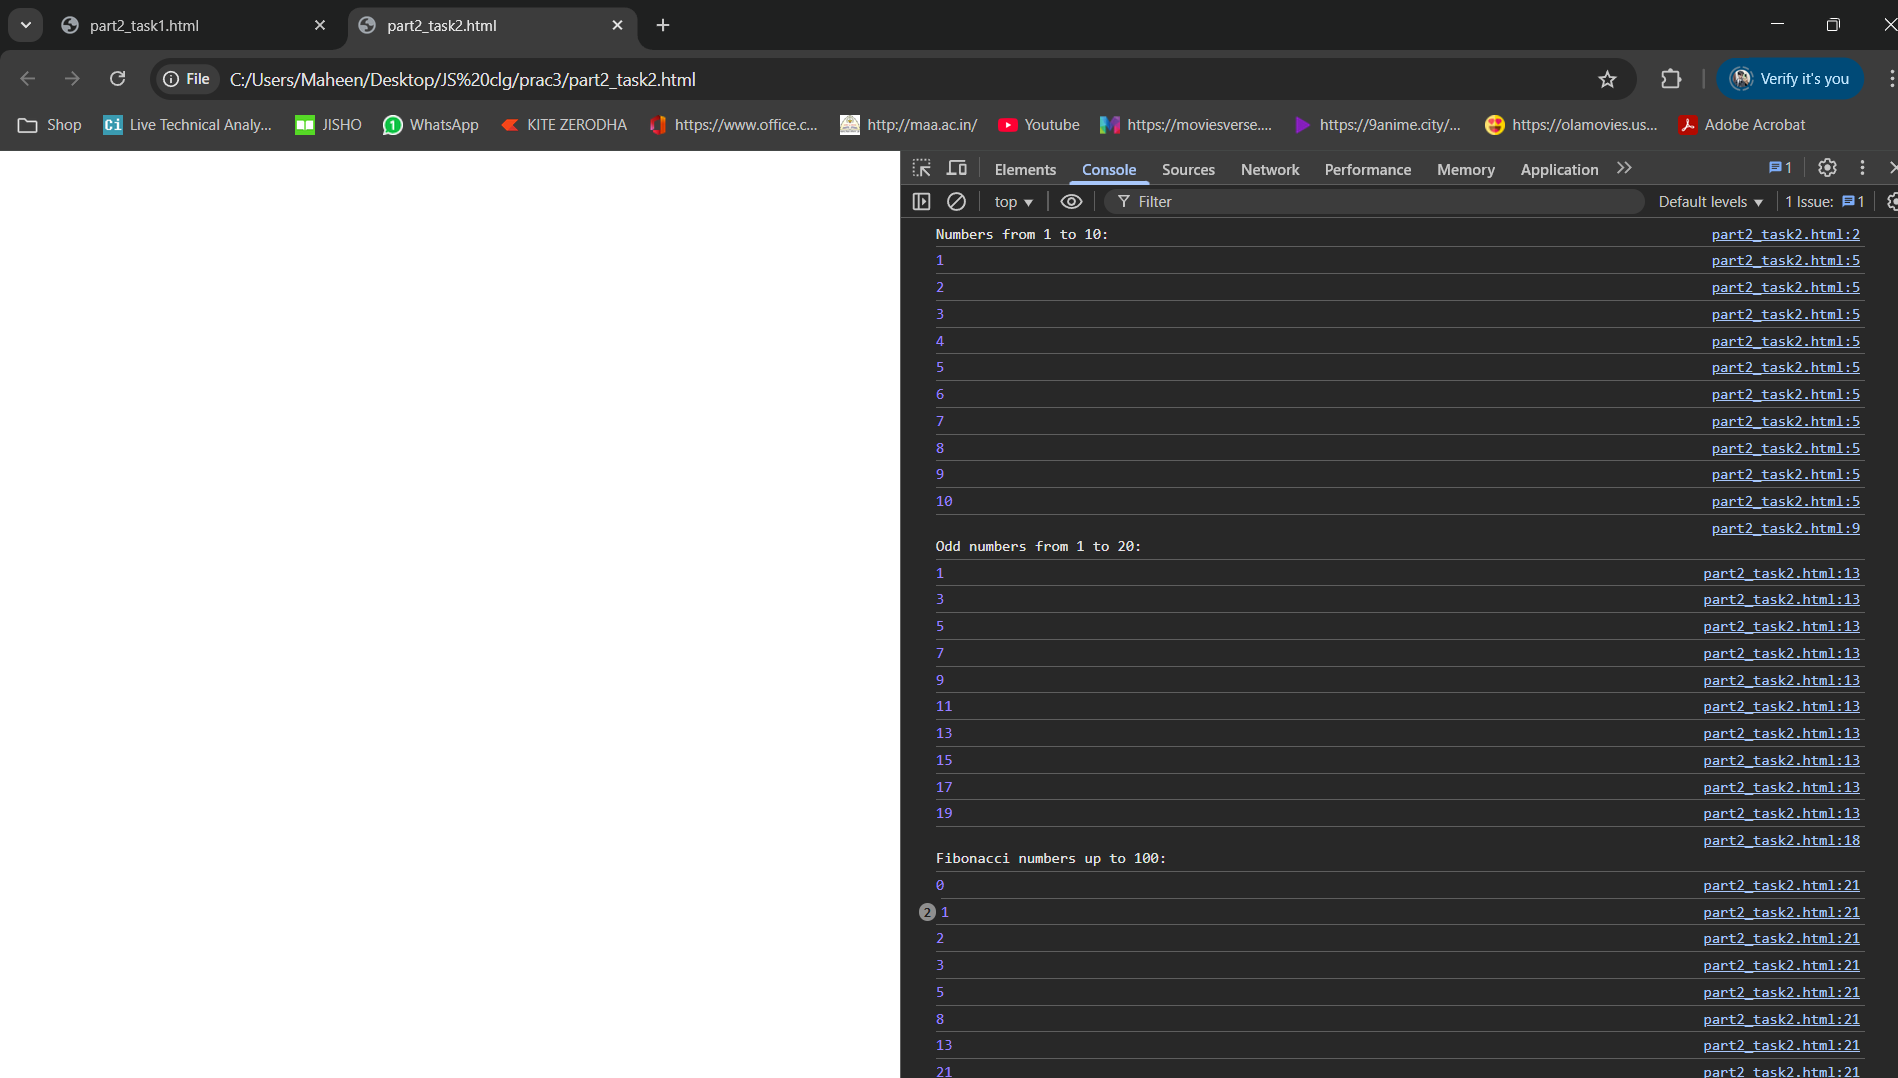 part2_task1.html
part2_task2.html
File C:/Users/Maheen/Desktop/JS%20clg/prac3/part2_task2.html Verify it's you
Shop Live Technical Analy... JISHO WhatsApp KITE ZERODHA https://www.office.c... http://maa.ac.in/ Youtube https://moviesverse.... https://9anime.city/... https://olamovies.us... Adobe Acrobat
Elements Console Sources Network Performance Memory Application 1
top Filter Default levels 1 Issue: 1
Numbers from 1 to 10: part2_task2.html:2
1 part2_task2.html:5
2 part2_task2.html:5
3 part2_task2.html:5
4 part2_task2.html:5
5 part2_task2.html:5
6 part2_task2.html:5
7 part2_task2.html:5
8 part2_task2.html:5
9 part2_task2.html:5
10 part2_task2.html:5
part2_task2.html:9
Odd numbers from 1 to 20:
1 part2_task2.html:13
3 part2_task2.html:13
5 part2_task2.html:13
7 part2_task2.html:13
9 part2_task2.html:13
11 part2_task2.html:13
13 part2_task2.html:13
15 part2_task2.html:13
17 part2_task2.html:13
19 part2_task2.html:13
part2_task2.html:18
Fibonacci numbers up to 100:
0 part2_task2.html:21
2 1 part2_task2.html:21
2 part2_task2.html:21
3 part2_task2.html:21
5 part2_task2.html:21
8 part2_task2.html:21
13 part2_task2.html:21
21 part2_task2.html:21